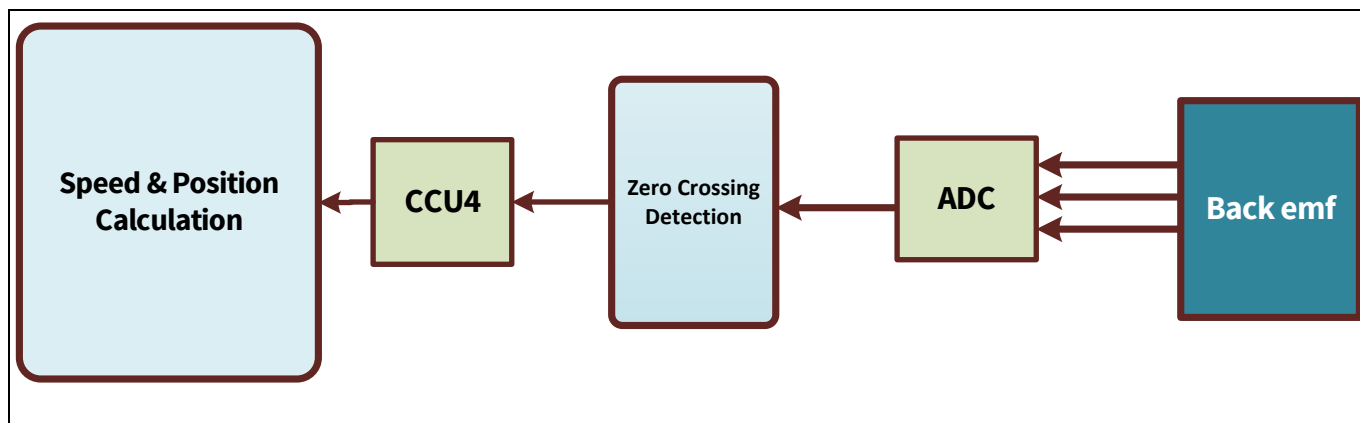 Speed & Position
Calculation
CCU4
Zero Crossing
Detection
ADC
Back emf